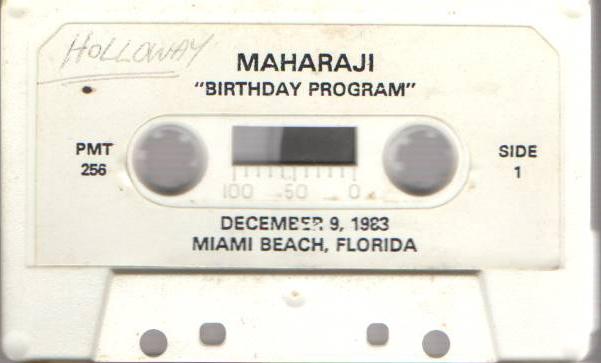 HOLLOWAY
MAHARAJI
"BIRTHDAY PROGRAM"
PMT
256
SIDE
1
100 50 0
DECEMBER 9, 1983
MIAMI BEACH, FLORIDA